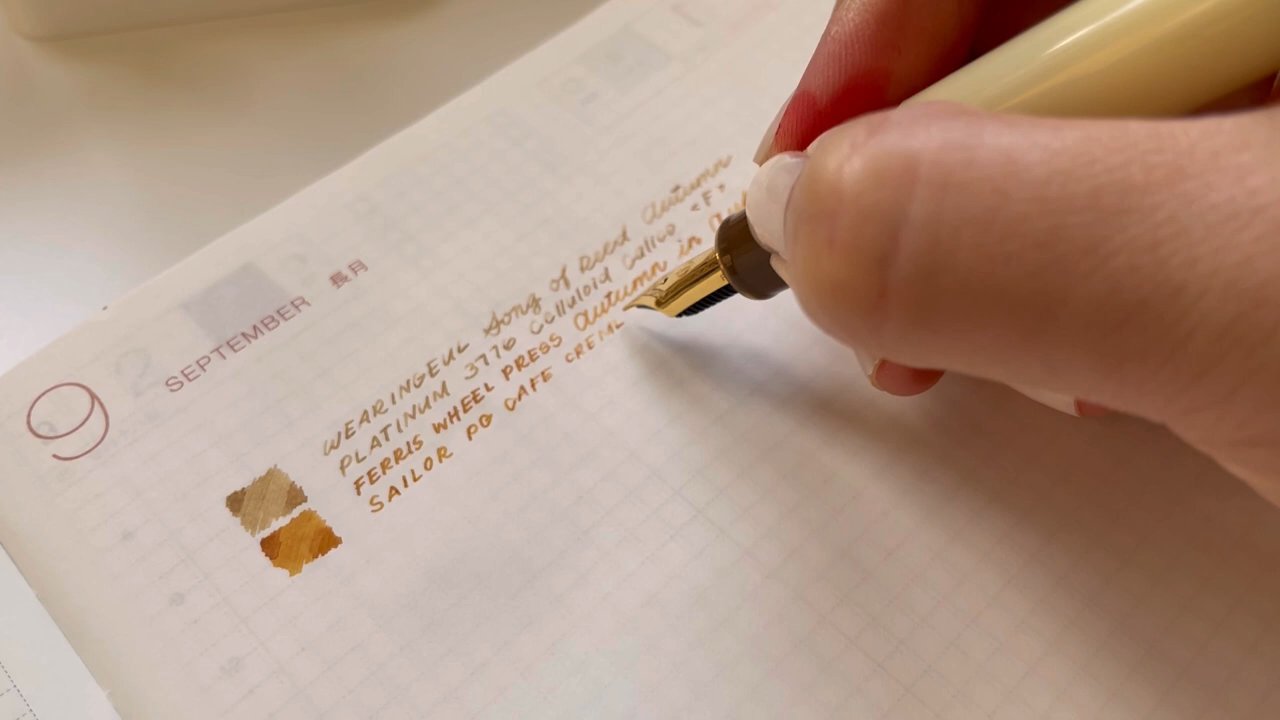 9
SEPTEMBER 長月
WEARINGEUL Song of Reed Autumn
PLATINUM 3776 Celluloid Calico <F>
FERRIS WHEEL PRESS Autumn in
SAILOR PG CAFE CREME